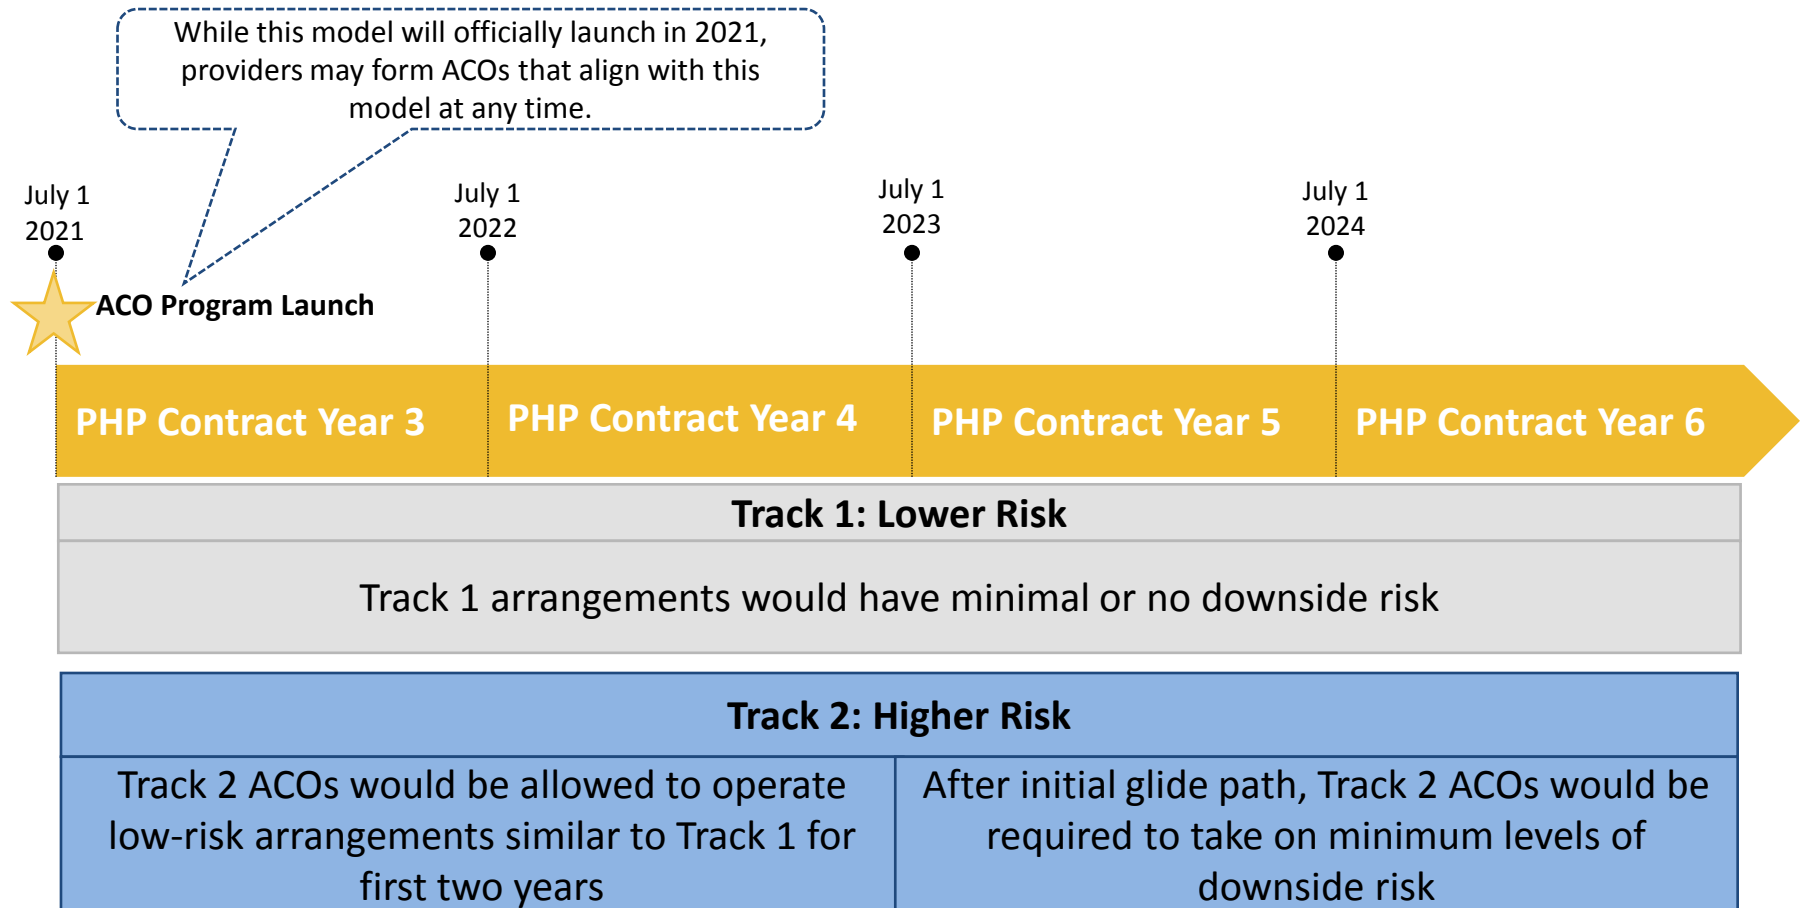 While this model will officially launch in 2021,
providers may form ACOs that align with this
model at any time.
July 1
2021
July 1
2022
July 1
2023
July 1
2024
ACO Program Launch
PHP Contract Year 3
PHP Contract Year 4
PHP Contract Year 5
PHP Contract Year 6
Track 1: Lower Risk
Track 1 arrangements would have minimal or no downside risk
Track 2: Higher Risk
Track 2 ACOs would be allowed to operate
low-risk arrangements similar to Track 1 for
first two years
After initial glide path, Track 2 ACOs would be
required to take on minimum levels of
downside risk